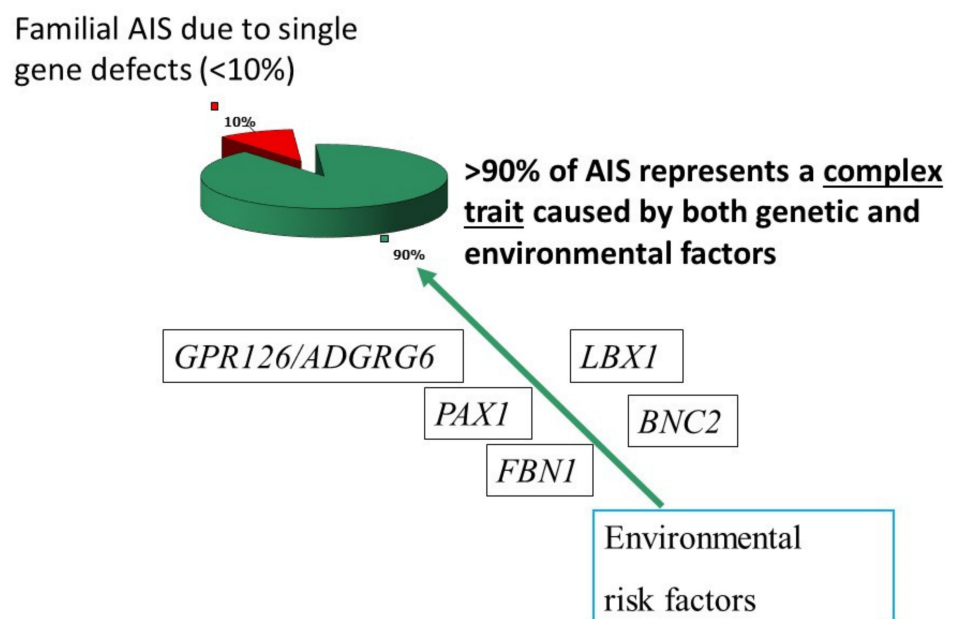 Familial AIS due to single
gene defects (<10%)
10%
>90% of AIS represents a complex
trait caused by both genetic and
environmental factors
90%
GPR126/ADGRG6
LBX1
PAX1
BNC2
FBN1
Environmental
risk factors